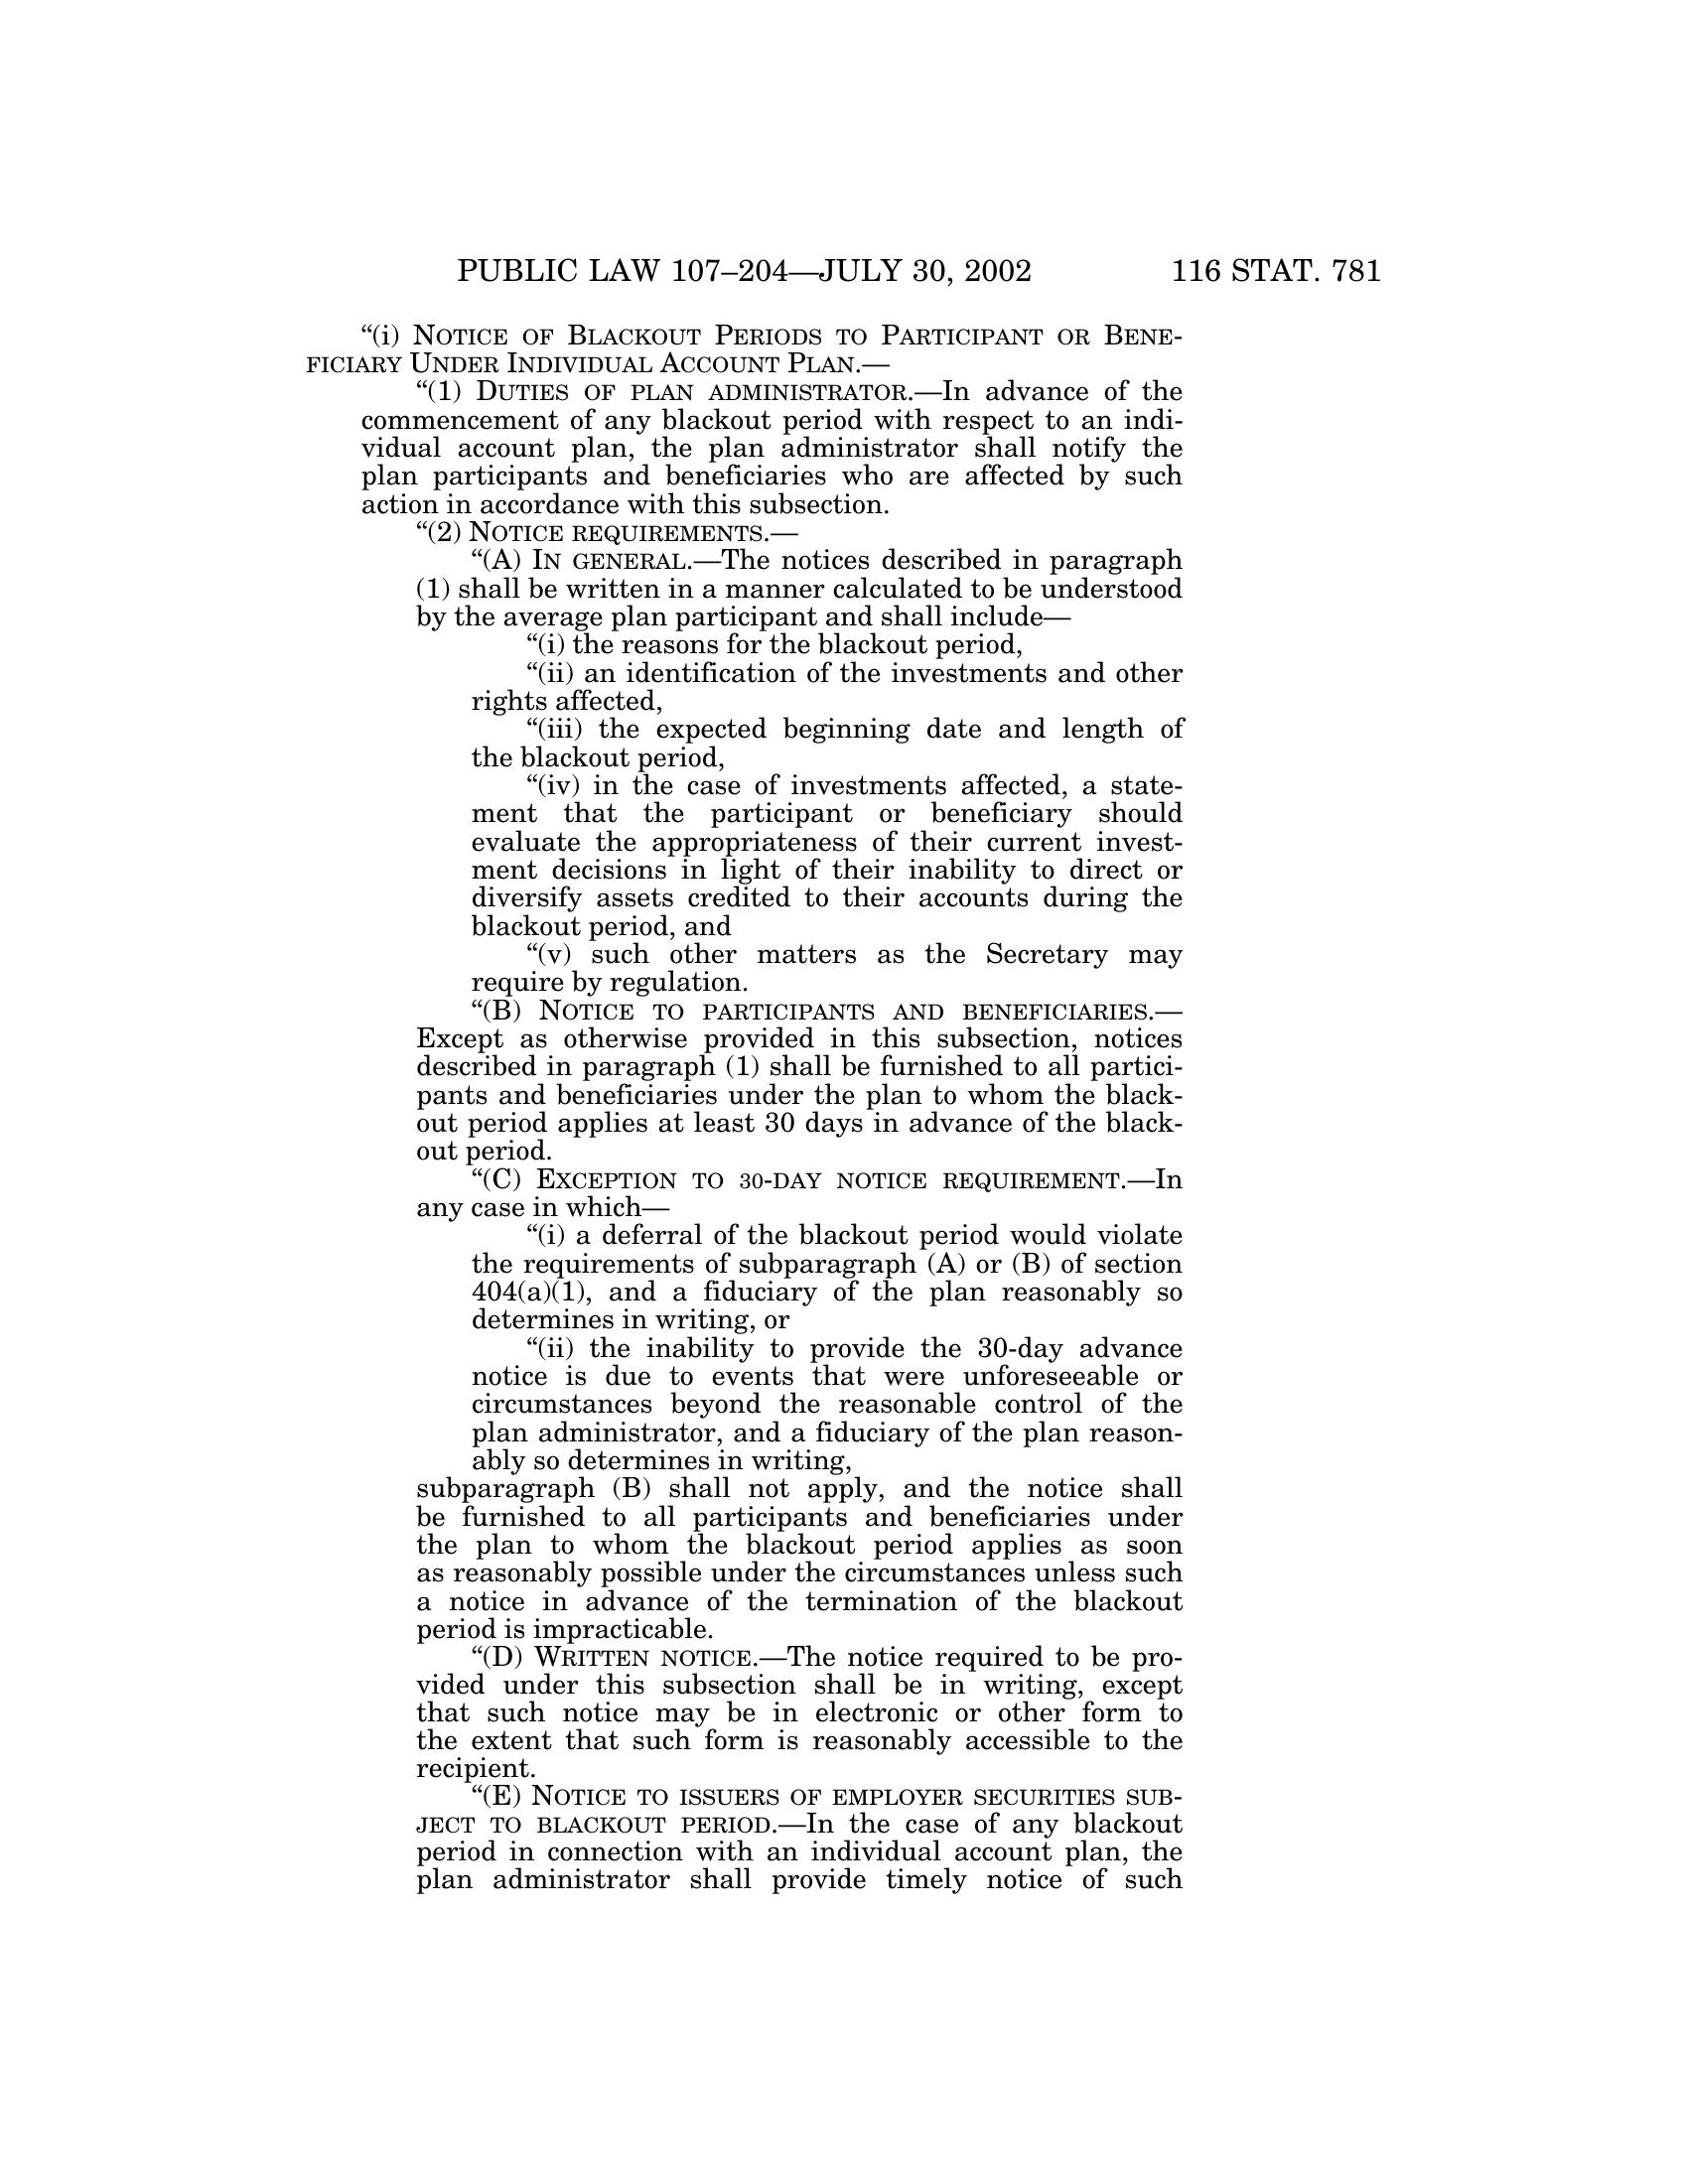 PUBLIC LAW 107–204—JULY 30, 2002 116 STAT. 781
“(i) NOTICE OF BLACKOUT PERIODS TO PARTICIPANT OR BENE-
FICIARY UNDER INDIVIDUAL ACCOUNT PLAN.—
“(1) DUTIES OF PLAN ADMINISTRATOR.—In advance of the
commencement of any blackout period with respect to an indi-
vidual account plan, the plan administrator shall notify the
plan participants and beneficiaries who are affected by such
action in accordance with this subsection.
“(2) NOTICE REQUIREMENTS.—
“(A) IN GENERAL.—The notices described in paragraph
(1) shall be written in a manner calculated to be understood
by the average plan participant and shall include—
“(i) the reasons for the blackout period,
“(ii) an identification of the investments and other
rights affected,
“(iii) the expected beginning date and length of
the blackout period,
“(iv) in the case of investments affected, a state-
ment that the participant or beneficiary should
evaluate the appropriateness of their current invest-
ment decisions in light of their inability to direct or
diversify assets credited to their accounts during the
blackout period, and
“(v) such other matters as the Secretary may
require by regulation.
“(B) NOTICE TO PARTICIPANTS AND BENEFICIARIES.—
Except as otherwise provided in this subsection, notices
described in paragraph (1) shall be furnished to all partici-
pants and beneficiaries under the plan to whom the black-
out period applies at least 30 days in advance of the black-
out period.
“(C) EXCEPTION TO 30-DAY NOTICE REQUIREMENT.—In
any case in which—
“(i) a deferral of the blackout period would violate
the requirements of subparagraph (A) or (B) of section
404(a)(1), and a fiduciary of the plan reasonably so
determines in writing, or
“(ii) the inability to provide the 30-day advance
notice is due to events that were unforeseeable or
circumstances beyond the reasonable control of the
plan administrator, and a fiduciary of the plan reason-
ably so determines in writing,
subparagraph (B) shall not apply, and the notice shall
be furnished to all participants and beneficiaries under
the plan to whom the blackout period applies as soon
as reasonably possible under the circumstances unless such
a notice in advance of the termination of the blackout
period is impracticable.
“(D) WRITTEN NOTICE.—The notice required to be pro-
vided under this subsection shall be in writing, except
that such notice may be in electronic or other form to
the extent that such form is reasonably accessible to the
recipient.
“(E) NOTICE TO ISSUERS OF EMPLOYER SECURITIES SUB-
JECT TO BLACKOUT PERIOD.—In the case of any blackout
period in connection with an individual account plan, the
plan administrator shall provide timely notice of such